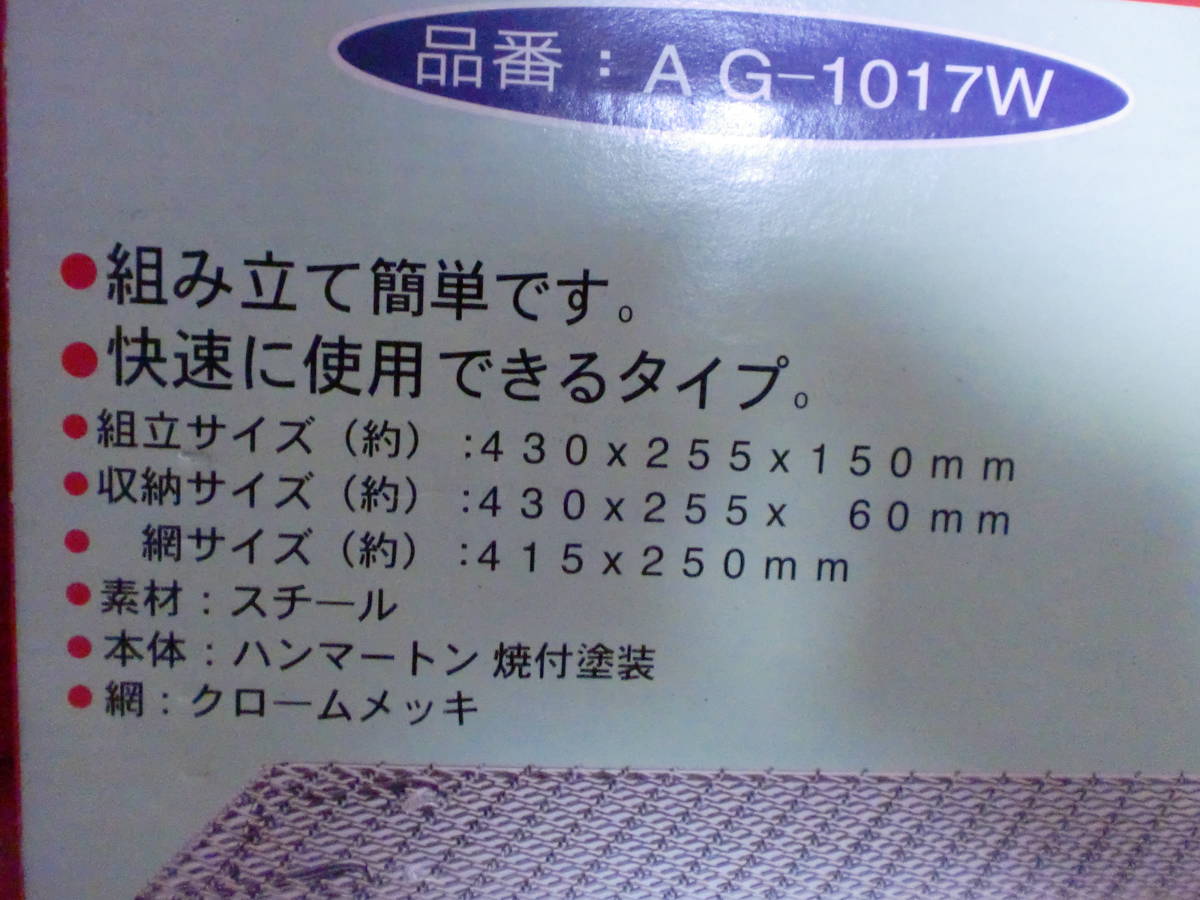 品番：AG-1017W
●組み立て簡単です。
●快速に使用できるタイプ。
●組立サイズ（約）:430x255x150mm
●収納サイズ（約）:430x255x 60mm
● 網サイズ（約）:415x250mm
●素材：スチール
●本体：ハンマートン焼付塗装
●網：クロームメッキ